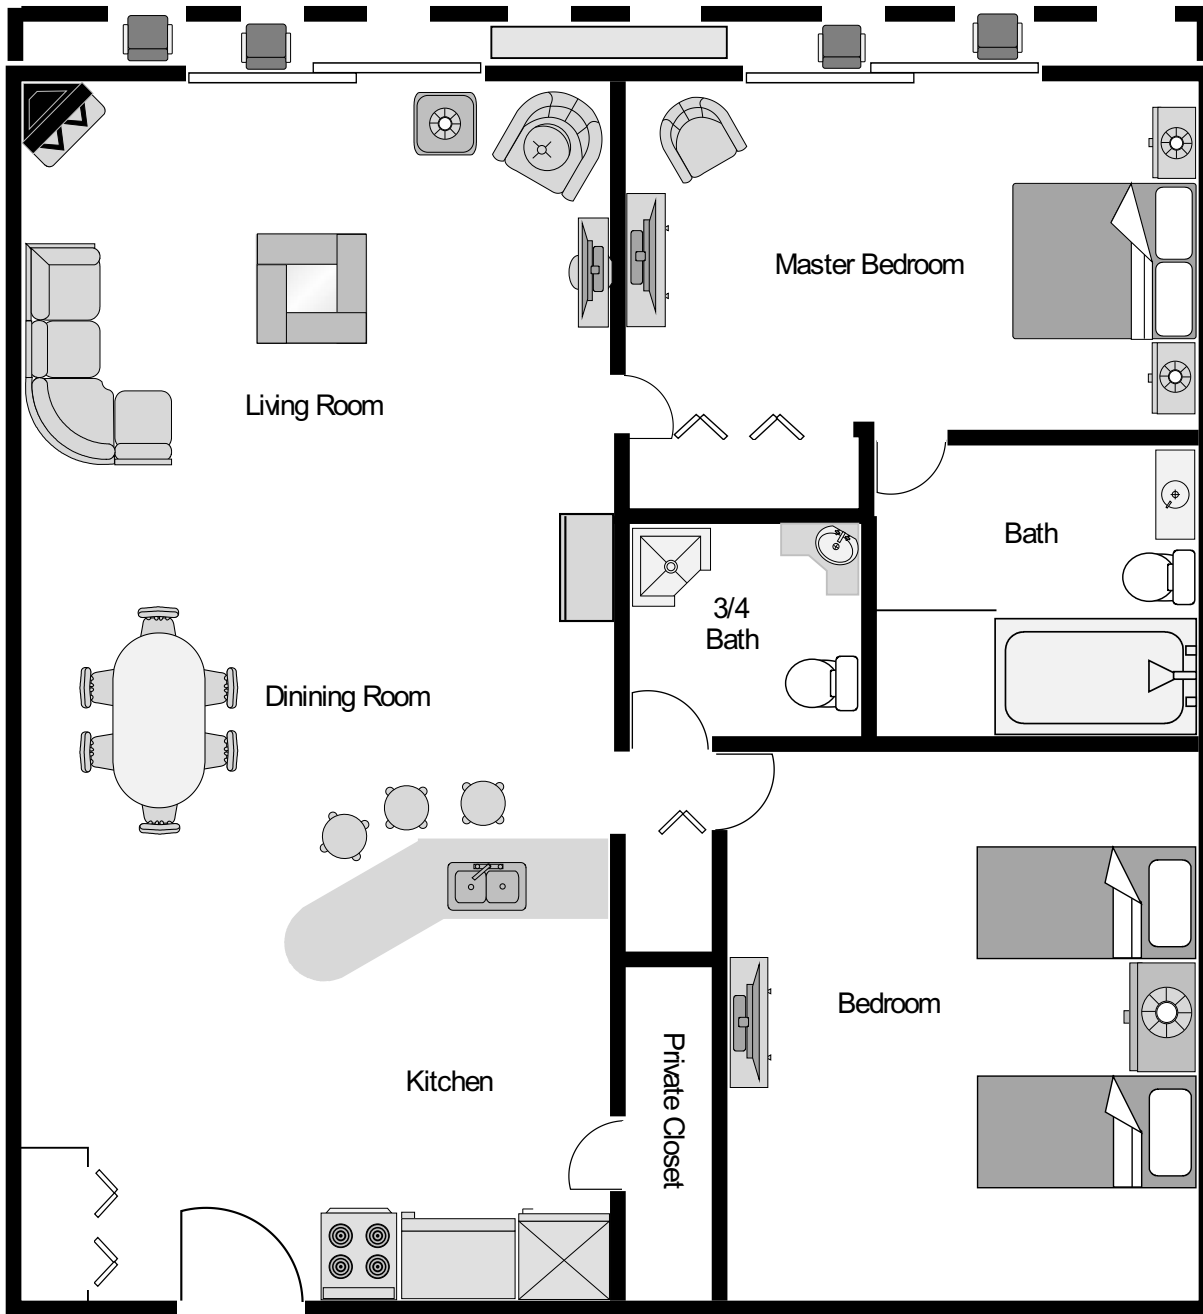 Master Bedroom
Living Room
Bath
3/4
Bath
Dinining Room
Bedroom
Kitchen
Private Closet